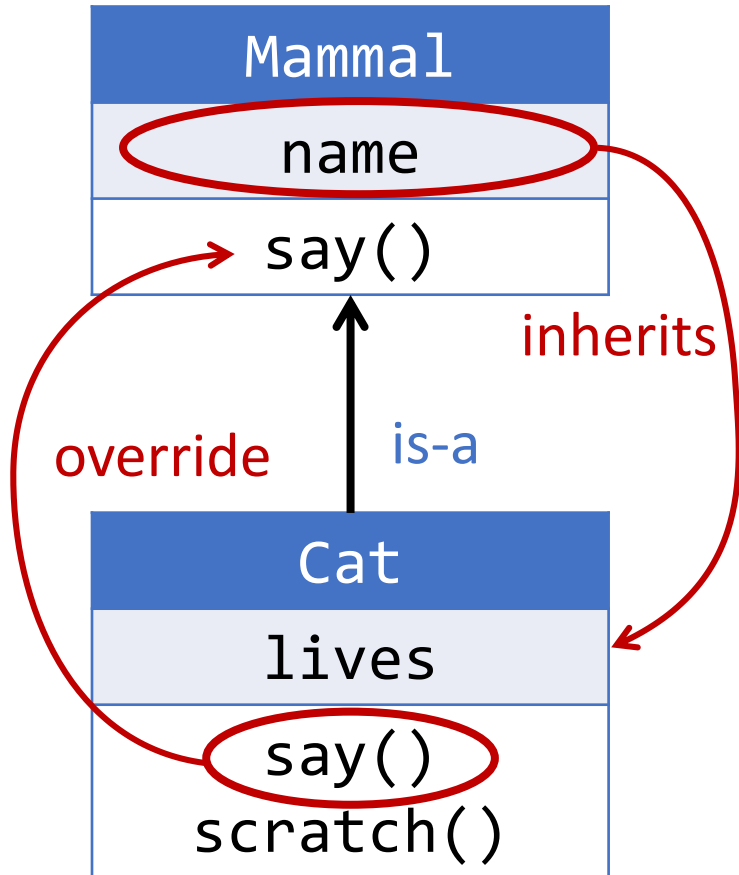 Mammal
name
say()
inherits
override
is-a
Cat
lives
say()
scratch()